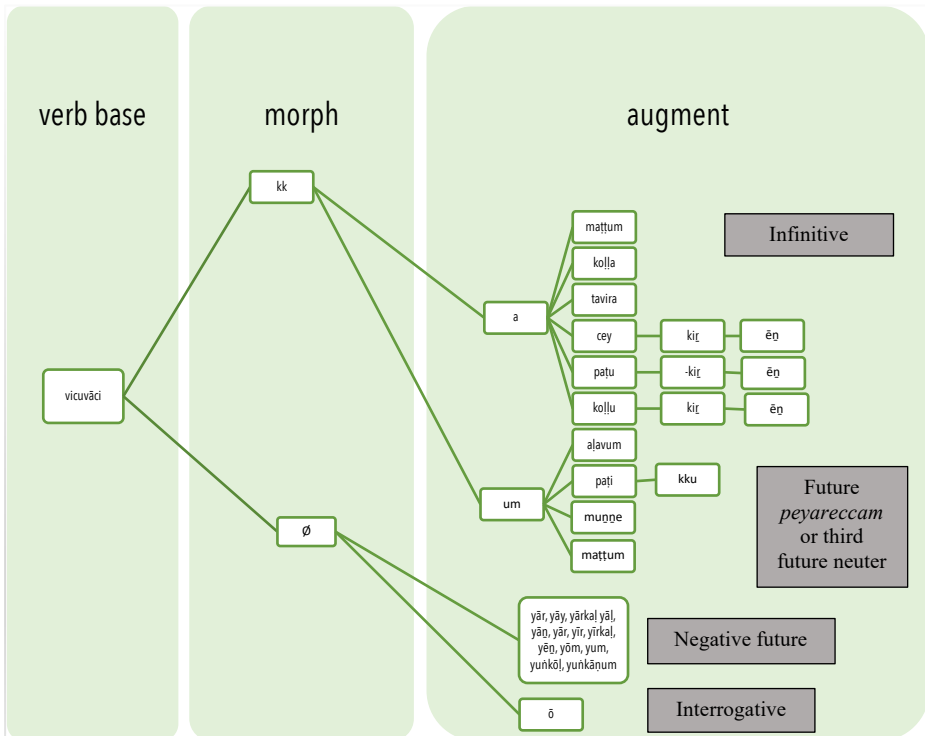 verb base
morph
augment
kk
maṭṭum
Infinitive
koḷḷa
tavira
a
cey
kiṟ
ēṉ
paṭu
-kiṟ
ēṉ
vicuvāci
koḷḷu
kiṟ
ēṉ
aḷavum
paṭi
kku
um
muṉṉe
maṭṭum
Future
peyareccam
or third
future neuter
Ø
yār, yāy, yārkaḷ yāḷ,
yāṉ, yār, yīr, yīrkaḷ,
yēṉ, yōm, yum,
yuṅkōḷ, yuṅkāṇum
Negative future
ō
Interrogative